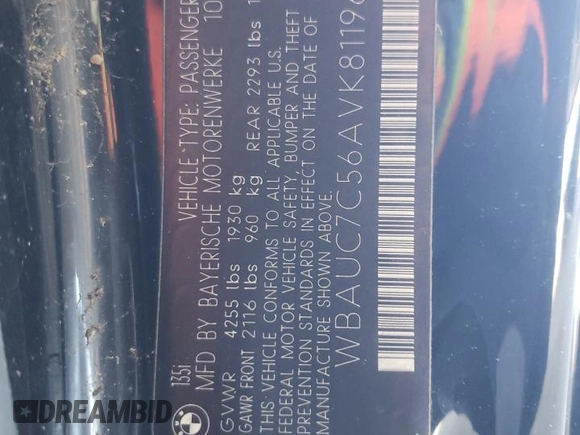 135i VEHICLE-TYPE: PASSENGER
MFD BY BAYERISCHE MOTORENWERKE 10
GVWR 4255 lbs 1930 kg
GAWR FRONT 2116 lbs 960 kg REAR 2293 lbs
THIS VEHICLE CONFORMS TO ALL APPLICABLE U.S.
FEDERAL MOTOR VEHICLE SAFETY, BUMPER AND THEFT
PREVENTION STANDARDS IN EFFECT ON THE DATE OF
MANUFACTURE SHOWN ABOVE.
WBAUC7C56AVK8119
BMW
DREAMBID